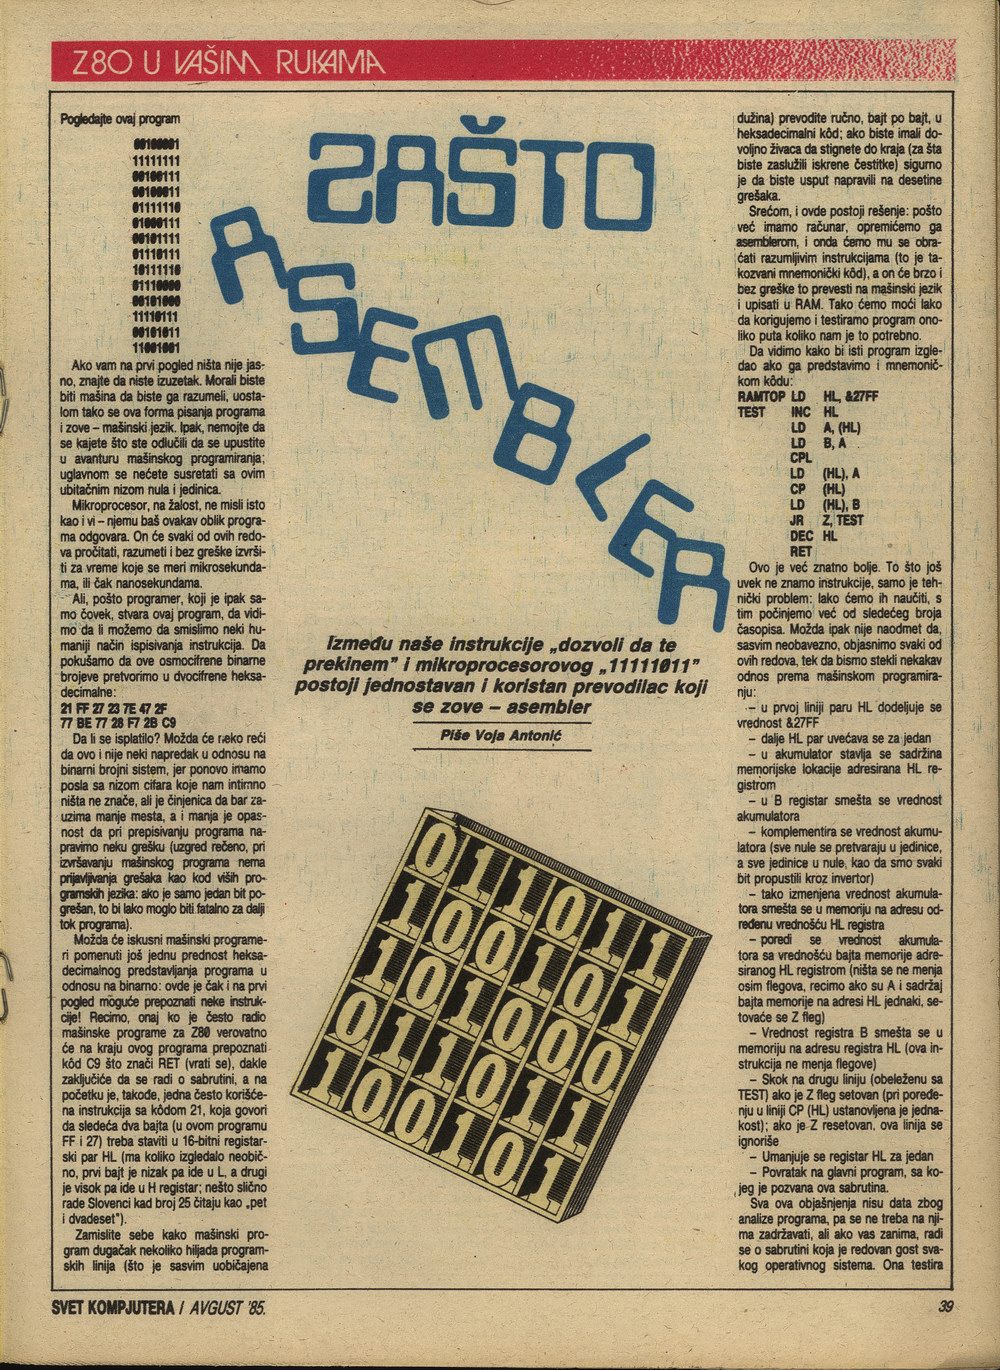 Z80 U VAŠIM RUKAMA
Pogledajte ovaj program
00100001
11111111
00100111
00100011
01111110
01000111
00101111
01110111
10111110
01110000
00101000
11110111
00101011
11001001
Ako vam na prvi pogled ništa nije jas-
no, znajte da niste izuzetak. Morali biste
biti mašina da biste ga razumeli, uosta-
lom tako se ova forma pisanja programa
i zove – mašinski jezik. Ipak, nemojte da
se kajete što ste odlučili da se upustite
u avanturu mašinskog programiranja;
uglavnom se nećete susretati sa ovim
ubitačnim nizom nula i jedinica.
Mikroprocesor, na žalost, ne misli isto
kao i vi – njemu baš ovakav oblik progra-
ma odgovara. On će svaki od ovih redo-
va pročitati, razumeti i bez greške izvrši-
ti za vreme koje se meri mikrosekunda-
ma, ili čak nanosekundama.
Ali, pošto programer, koji je ipak sa-
mo čovek, stvara ovaj program, da vidi-
mo da li možemo da smislimo neki hu-
maniji način ispisivanja instrukcija. Da
pokušamo da ove osmocifrene binarne
brojeve pretvorimo u dvocifrene heksa-
decimalne:
21 FF 27 23 7E 47 2F
77 BE 77 28 F7 2B C9
Da li se isplatilo? Možda će neko reći
da ovo i nije neki napredak u odnosu na
binarni brojni sistem, jer ponovo imamo
posla sa nizom cifara koje nam intimno
ništa ne znače, ali je činjenica da bar za-
uzima manje mesta, a i manja je opas-
nost da pri prepisivanju programa na-
pravimo neku grešku (uzgred rečeno, pri
izvršavanju mašinskog programa nema
prijavljivanja grešaka kao kod viših pro-
gramskih jezika: ako je samo jedan bit po-
grešan, to bi lako moglo biti fatalno za dalji
tok programa).
Možda će iskusni mašinski programe-
ri pomenuti još jednu prednost heksa-
decimalnog predstavljanja programa u
odnosu na binarno: ovde je čak i na prvi
pogled moguće prepoznati neke instruk-
cije! Recimo, onaj ko je često radio
mašinske programe za Z80 verovatno
će na kraju ovog programa prepoznati
kôd C9 što znači RET (vrati se), dakle
zaključiće da se radi o sabrutini, a na
početku je, takođe, jedna često korišće-
na instrukcija sa kôdom 21, koja govori
da sledeća dva bajta (u ovom programu
FF i 27) treba staviti u 16-bitni registar-
ski par HL (ma koliko izgledalo neobič-
no, prvi bajt je nizak pa ide u L, a drugi
je visok pa ide u H registar; nešto slično
rade Slovenci kad broj 25 čitaju kao „pet
i dvadeset").
Zamislite sebe kako mašinski pro-
gram dugačak nekoliko hiljada program-
skih linija (što je sasvim uobičajena
ZAŠTO
ASEMBLER
Između naše instrukcije „dozvoli da te
prekinem” i mikroprocesorovog „11111011”
postoji jednostavan i koristan prevodilac koji
se zove – asembler
Piše Voja Antonić
011011
100101
101000
011011
100101
dužina) prevodite ručno, bajt po bajt, u
heksadecimalni kôd; ako biste imali do-
voljno živaca da stignete do kraja (za šta
biste zaslužili iskrene čestitke) sigurno
je da biste usput napravili na desetine
grešaka.
Srećom, i ovde postoji rešenje: pošto
već imamo računar, opremićemo ga
asemblerom, i onda ćemo mu se obra-
ćati razumljivim instrukcijama (to je ta-
kozvani mnemonički kôd), a on će brzo i
bez greške to prevesti na mašinski jezik
i upisati u RAM. Tako ćemo moći lako
da korigujemo i testiramo program ono-
liko puta koliko nam je to potrebno.
Da vidimo kako bi isti program izgle-
dao ako ga predstavimo i mnemonič-
kom kôdu:
RAMTOP LD HL, &27FF
TEST INC HL
LD A, (HL)
LD B, A
CPL
LD (HL), A
CP (HL)
LD (HL), B
JR Z, TEST
DEC HL
RET
Ovo je već znatno bolje. To što još
uvek ne znamo instrukcije, samo je teh-
nički problem: lako ćemo ih naučiti, s
tim počinjemo već od sledećeg broja
časopisa. Možda ipak nije naodmet da,
sasvim neobavezno, objasnimo svaki od
ovih redova, tek da bismo stekli nekakav
odnos prema mašinskom programira-
nju:
– u prvoj liniji paru HL dodeljuje se
vrednost &27FF
– dalje HL par uvećava se za jedan
– u akumulator stavlja se sadržina
memorijske lokacije adresirana HL re-
gistrom
– u B registar smešta se vrednost
akumulatora
– komplementira se vrednost akumu-
latora (sve nule se pretvaraju u jedinice,
a sve jedinice u nule, kao da smo svaki
bit propustili kroz invertor)
– tako izmenjena vrednost akumula-
tora smešta se u memoriju na adresu od-
ređenu vrednošću HL registra
– poredi se vrednost akumula-
tora sa vrednošću bajta memorije adre-
siranog HL registrom (ništa se ne menja
osim flegova, recimo ako su A i sadržaj
bajta memorije na adresi HL jednaki, se-
tovaće se Z fleg)
– Vrednost registra B smešta se u
memoriju na adresu registra HL (ova in-
strukcija ne menja flegove)
– Skok na drugu liniju (obeleženu sa
TEST) ako je Z fleg setovan (pri poređe-
nju u liniji CP (HL) ustanovljena je jedna-
kost); ako je Z resetovan, ova linija se
ignoriše
– Umanjuje se registar HL za jedan
– Povratak na glavni program, sa ko-
jeg je pozvana ova sabrutina.
Sva ova objašnjenja nisu data zbog
analize programa, pa se ne treba na nji-
ma zadržavati, ali ako vas zanima, radi
se o sabrutini koja je redovan gost sva-
kog operativnog sistema. Ona testira
SVET KOMPJUTERA / AVGUST '85.
39